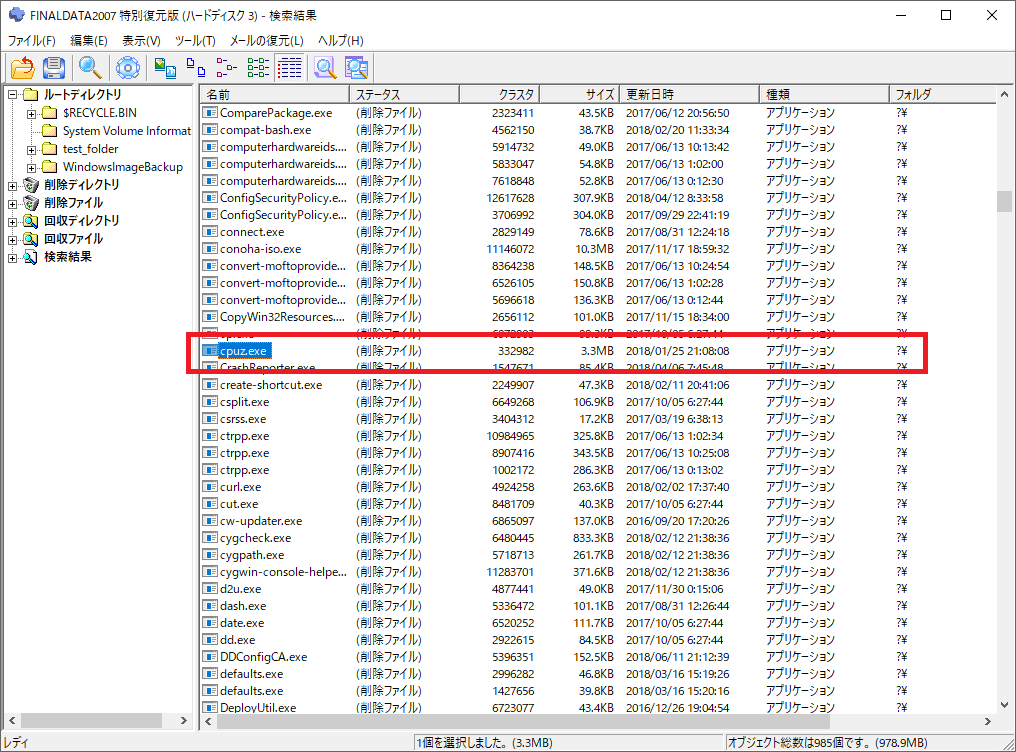 FINALDATA2007 特別復元版 (ハードディスク 3) - 検索結果
ファイル(F) 編集(E) 表示(V) ツール(T) メールの復元(L) ヘルプ(H)
ルートディレクトリ
$RECYCLE.BIN
System Volume Informat
test_folder
WindowsImageBackup
削除ディレクトリ
削除ファイル
回収ディレクトリ
回収ファイル
検索結果
名前 ステータス クラスタ サイズ 更新日時 種類 フォルダ
ComparePackage.exe (削除ファイル) 2323411 43.5KB 2017/06/12 20:56:50 アプリケーション ?¥
compat-bash.exe (削除ファイル) 4562150 38.7KB 2018/02/20 11:33:34 アプリケーション ?¥
computerhardwareids.... (削除ファイル) 5914732 49.0KB 2017/06/13 10:13:42 アプリケーション ?¥
computerhardwareids.... (削除ファイル) 5833047 54.8KB 2017/06/13 1:02:00 アプリケーション ?¥
computerhardwareids.... (削除ファイル) 7618848 52.8KB 2017/06/13 0:12:30 アプリケーション ?¥
ConfigSecurityPolicy.e... (削除ファイル) 12617628 307.9KB 2018/04/12 8:33:58 アプリケーション ?¥
ConfigSecurityPolicy.e... (削除ファイル) 3706992 304.0KB 2017/09/29 22:41:19 アプリケーション ?¥
connect.exe (削除ファイル) 2829149 78.6KB 2017/08/31 12:24:18 アプリケーション ?¥
conoha-iso.exe (削除ファイル) 11146072 10.3MB 2017/11/17 18:59:32 アプリケーション ?¥
convert-moftoprovide... (削除ファイル) 8364238 148.5KB 2017/06/13 10:24:54 アプリケーション ?¥
convert-moftoprovide... (削除ファイル) 6526105 150.8KB 2017/06/13 1:02:28 アプリケーション ?¥
convert-moftoprovide... (削除ファイル) 5696618 136.3KB 2017/06/13 0:12:44 アプリケーション ?¥
CopyWin32Resources.... (削除ファイル) 2656112 101.0KB 2017/11/15 18:34:00 アプリケーション ?¥
cpuz.exe (削除ファイル) 332982 3.3MB 2018/01/25 21:08:08 アプリケーション ?¥
CrashReporter.exe (削除ファイル) 1547671 85.4KB 2018/04/06 7:45:48 アプリケーション ?¥
create-shortcut.exe (削除ファイル) 2249907 47.3KB 2018/02/11 20:41:06 アプリケーション ?¥
csplit.exe (削除ファイル) 6649268 106.9KB 2017/10/05 6:27:44 アプリケーション ?¥
csrss.exe (削除ファイル) 3404312 17.2KB 2017/03/19 6:38:13 アプリケーション ?¥
ctrpp.exe (削除ファイル) 10984965 325.8KB 2017/06/13 1:02:34 アプリケーション ?¥
ctrpp.exe (削除ファイル) 8907416 343.5KB 2017/06/13 10:25:08 アプリケーション ?¥
ctrpp.exe (削除ファイル) 1002172 286.3KB 2017/06/13 0:13:02 アプリケーション ?¥
curl.exe (削除ファイル) 4924258 263.6KB 2018/02/02 17:37:40 アプリケーション ?¥
cut.exe (削除ファイル) 8481709 40.3KB 2017/10/05 6:27:44 アプリケーション ?¥
cw-updater.exe (削除ファイル) 6865097 137.0KB 2016/09/20 17:20:26 アプリケーション ?¥
cygcheck.exe (削除ファイル) 6480445 833.3KB 2018/02/12 21:38:36 アプリケーション ?¥
cygpath.exe (削除ファイル) 5718713 261.7KB 2018/02/12 21:38:36 アプリケーション ?¥
cygwin-console-helpe... (削除ファイル) 11283701 371.6KB 2018/02/12 21:38:36 アプリケーション ?¥
d2u.exe (削除ファイル) 4877441 49.0KB 2017/11/30 0:15:06 アプリケーション ?¥
dash.exe (削除ファイル) 5336472 101.1KB 2017/08/31 12:26:44 アプリケーション ?¥
date.exe (削除ファイル) 6520252 111.7KB 2017/10/05 6:27:44 アプリケーション ?¥
dd.exe (削除ファイル) 2922615 84.5KB 2017/10/05 6:27:44 アプリケーション ?¥
DDConfigCA.exe (削除ファイル) 5396351 152.5KB 2018/06/11 21:12:39 アプリケーション ?¥
defaults.exe (削除ファイル) 2996282 46.8KB 2018/03/16 15:19:26 アプリケーション ?¥
defaults.exe (削除ファイル) 1427656 39.8KB 2018/03/16 15:20:16 アプリケーション ?¥
DeployUtil.exe (削除ファイル) 6723077 43.4KB 2016/12/26 19:04:54 アプリケーション ?¥
レディ 1個を選択しました。(3.3MB) オブジェクト総数は985個です。(978.9MB)